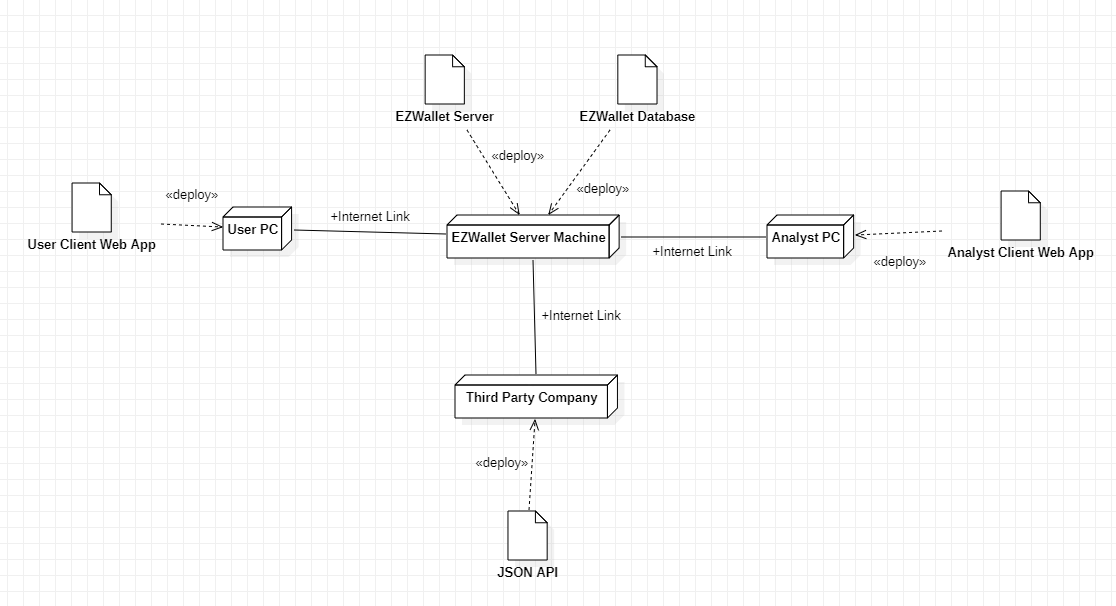 EZWallet Server
EZWallet Database
«deploy»
«deploy»
«deploy»
User Client Web App
User PC
+Internet Link
EZWallet Server Machine
+Internet Link
Analyst PC
«deploy»
Analyst Client Web App
+Internet Link
Third Party Company
«deploy»
JSON API